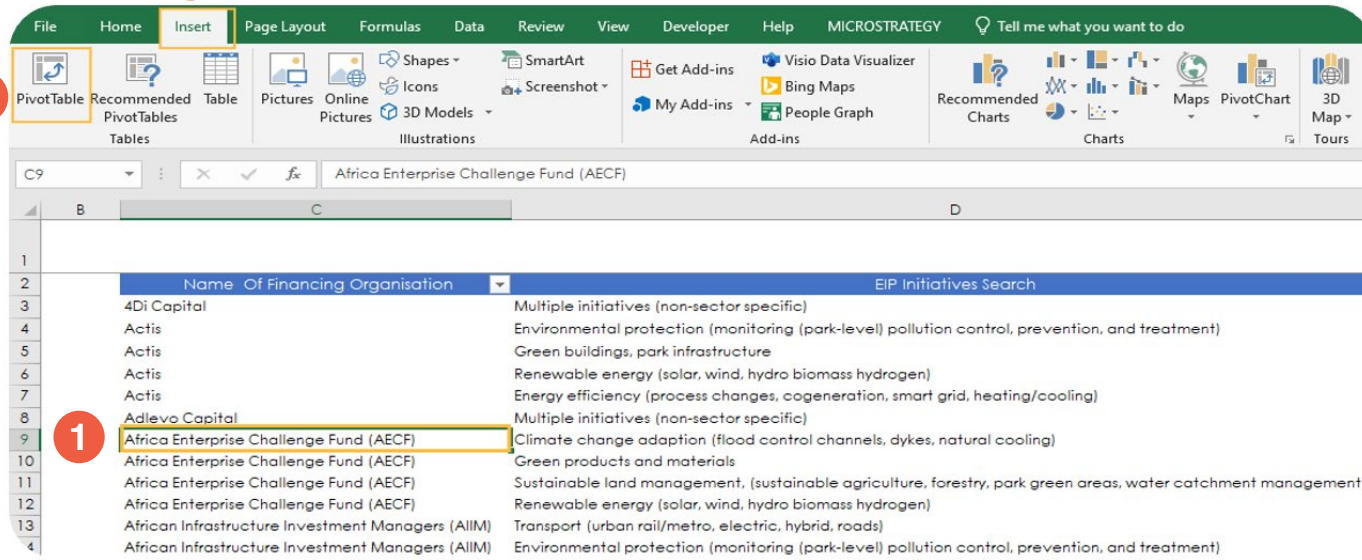 File Home Insert Page Layout Formulas Data Review View Developer Help MICROSTRATEGY Tell me what you want to do
PivotTable Recommended PivotTables Table
Tables
Pictures Online Pictures
Shapes
Icons
3D Models
SmartArt
Screenshot
Illustrations
Get Add-ins
My Add-ins
Visio Data Visualizer
Bing Maps
People Graph
Add-ins
Recommended Charts
Maps PivotChart
Charts
3D Map
Tours
C9 fx Africa Enterprise Challenge Fund (AECF)
B C D
1
2 Name Of Financing Organisation EIP Initiatives Search
3 4Di Capital Multiple initiatives (non-sector specific)
4 Actis Environmental protection (monitoring (park-level) pollution control, prevention, and treatment)
5 Actis Green buildings, park infrastructure
6 Actis Renewable energy (solar, wind, hydro biomass hydrogen)
7 Actis Energy efficiency (process changes, cogeneration, smart grid, heating/cooling)
8 Adlevo Capital Multiple initiatives (non-sector specific)
9 1 Africa Enterprise Challenge Fund (AECF) Climate change adaption (flood control channels, dykes, natural cooling)
10 Africa Enterprise Challenge Fund (AECF) Green products and materials
11 Africa Enterprise Challenge Fund (AECF) Sustainable land management, (sustainable agriculture, forestry, park green areas, water catchment management
12 Africa Enterprise Challenge Fund (AECF) Renewable energy (solar, wind, hydro biomass hydrogen)
13 African Infrastructure Investment Managers (AIIM) Transport (urban rail/metro, electric, hybrid, roads)
4 African Infrastructure Investment Managers (AIIM) Environmental protection (monitoring (park-level) pollution control, prevention, and treatment)